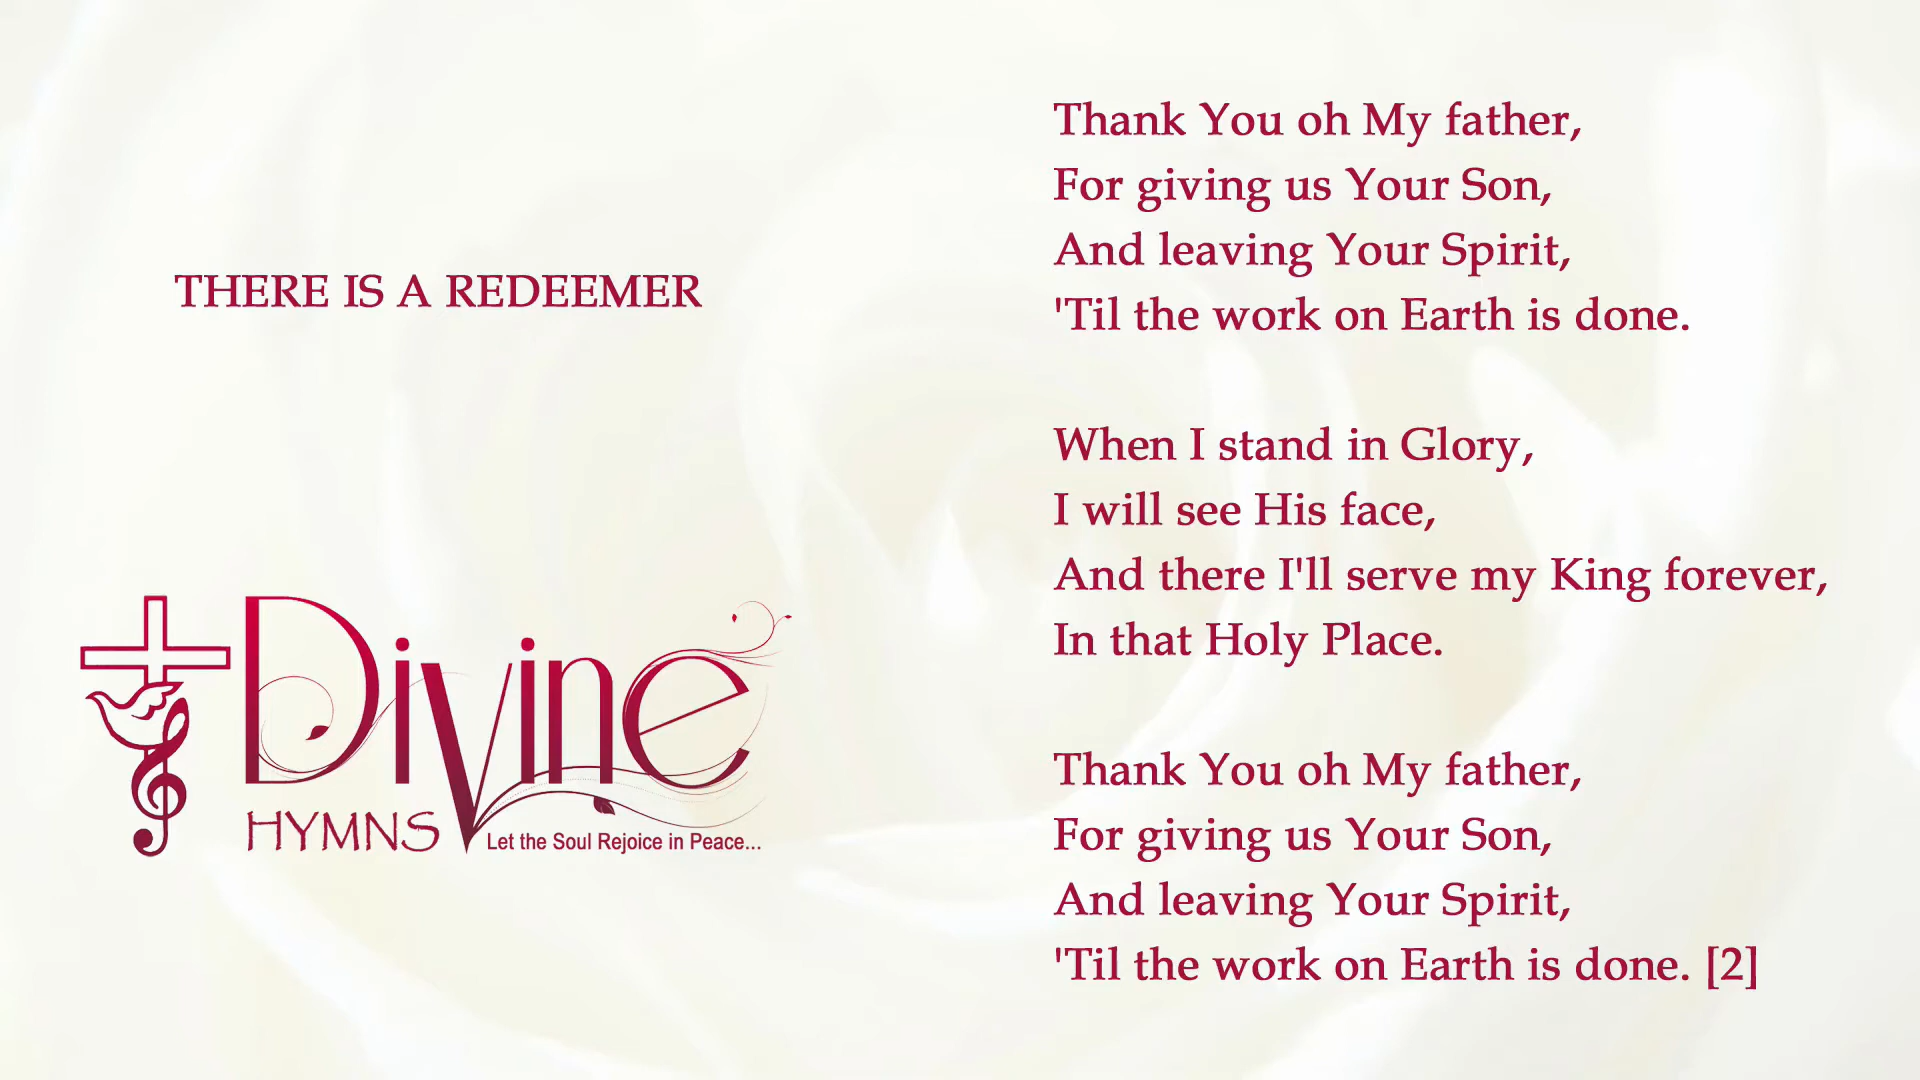 THERE IS A REDEEMER
Divine
HYMNS
Let the Soul Rejoice in Peace...
Thank You oh My father,
For giving us Your Son,
And leaving Your Spirit,
'Til the work on Earth is done.
When I stand in Glory,
I will see His face,
And there I'll serve my King forever,
In that Holy Place.
Thank You oh My father,
For giving us Your Son,
And leaving Your Spirit,
'Til the work on Earth is done. [2]